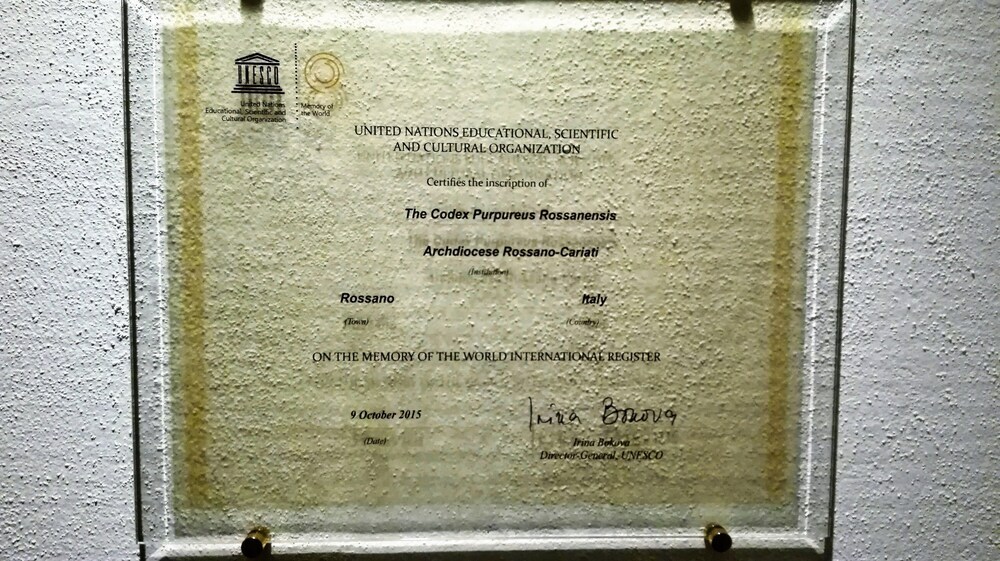 UNESCO
United Nations
Educational, Scientific and
Cultural Organization
Memory of
the World
UNITED NATIONS EDUCATIONAL, SCIENTIFIC
AND CULTURAL ORGANIZATION
Certifies the inscription of
The Codex Purpureus Rossanensis
Archdiocese Rossano-Cariati
(Institution)
Rossano Italy
(Town) (Country)
ON THE MEMORY OF THE WORLD INTERNATIONAL REGISTER
9 October 2015 Irina Bokova
(Date) Irina Bokova
Director-General, UNESCO